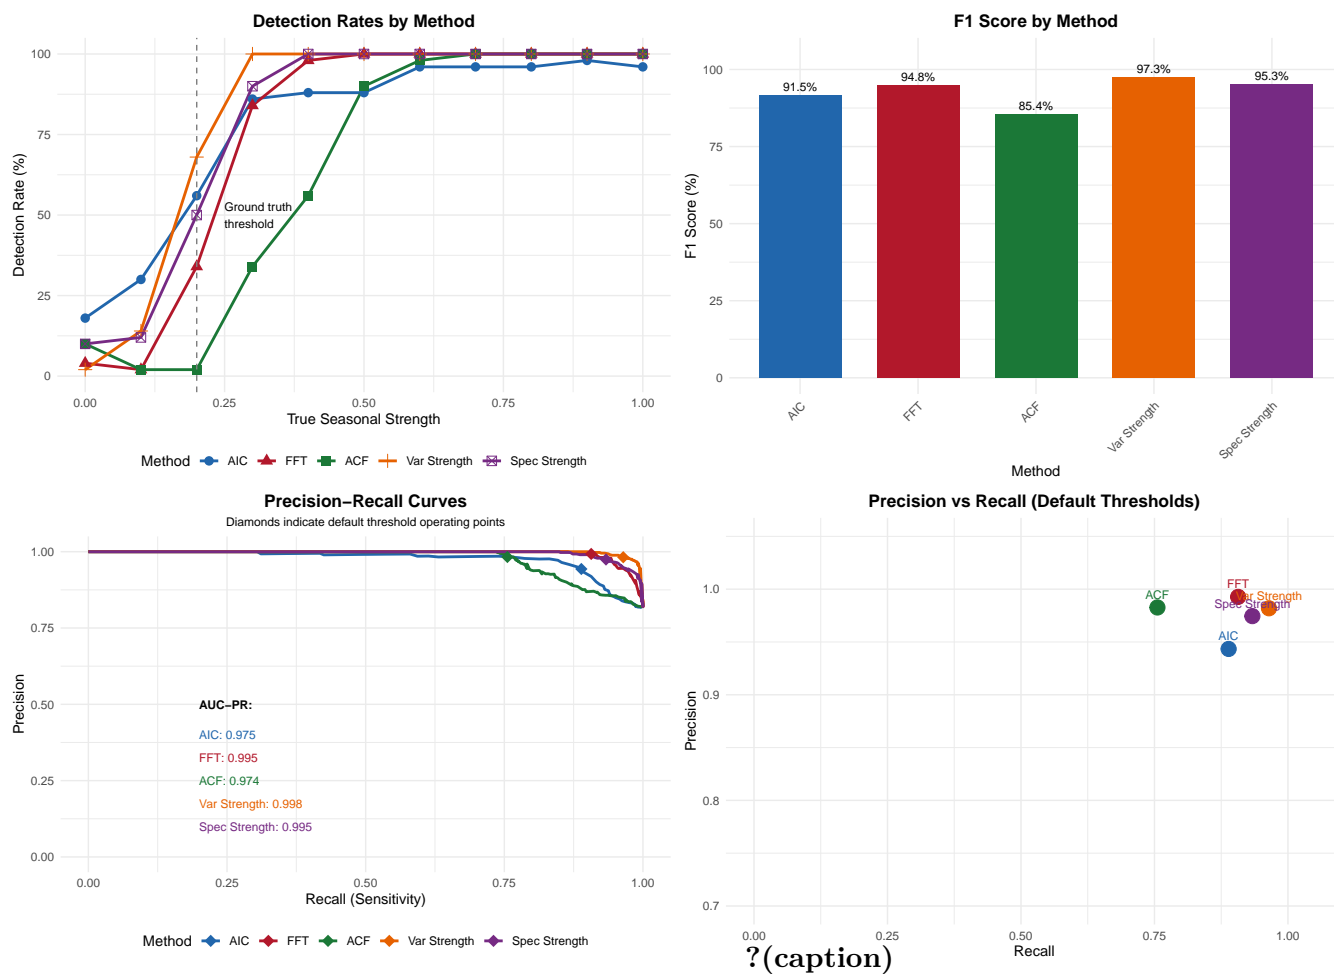 Detection Rates by Method
100
75
50
25
0
Detection Rate (%)
Ground truth
threshold
0.00 0.25 0.50 0.75 1.00
True Seasonal Strength
Method AIC FFT ACF Var Strength Spec Strength
F1 Score by Method
100
75
50
25
0
F1 Score (%)
91.5% 94.8% 85.4% 97.3% 95.3%
AIC FFT ACF Var Strength Spec Strength
Method
Precision−Recall Curves
Diamonds indicate default threshold operating points
1.00
0.75
0.50
0.25
0.00
Precision
AUC−PR:
AIC: 0.975
FFT: 0.995
ACF: 0.974
Var Strength: 0.998
Spec Strength: 0.995
0.00 0.25 0.50 0.75 1.00
Recall (Sensitivity)
Method AIC FFT ACF Var Strength Spec Strength
Precision vs Recall (Default Thresholds)
1.0
0.9
0.8
0.7
Precision
FFT
ACF
Var Strength
Spec Strength
AIC
0.00 0.25 0.50 0.75 1.00
Recall
?(caption)